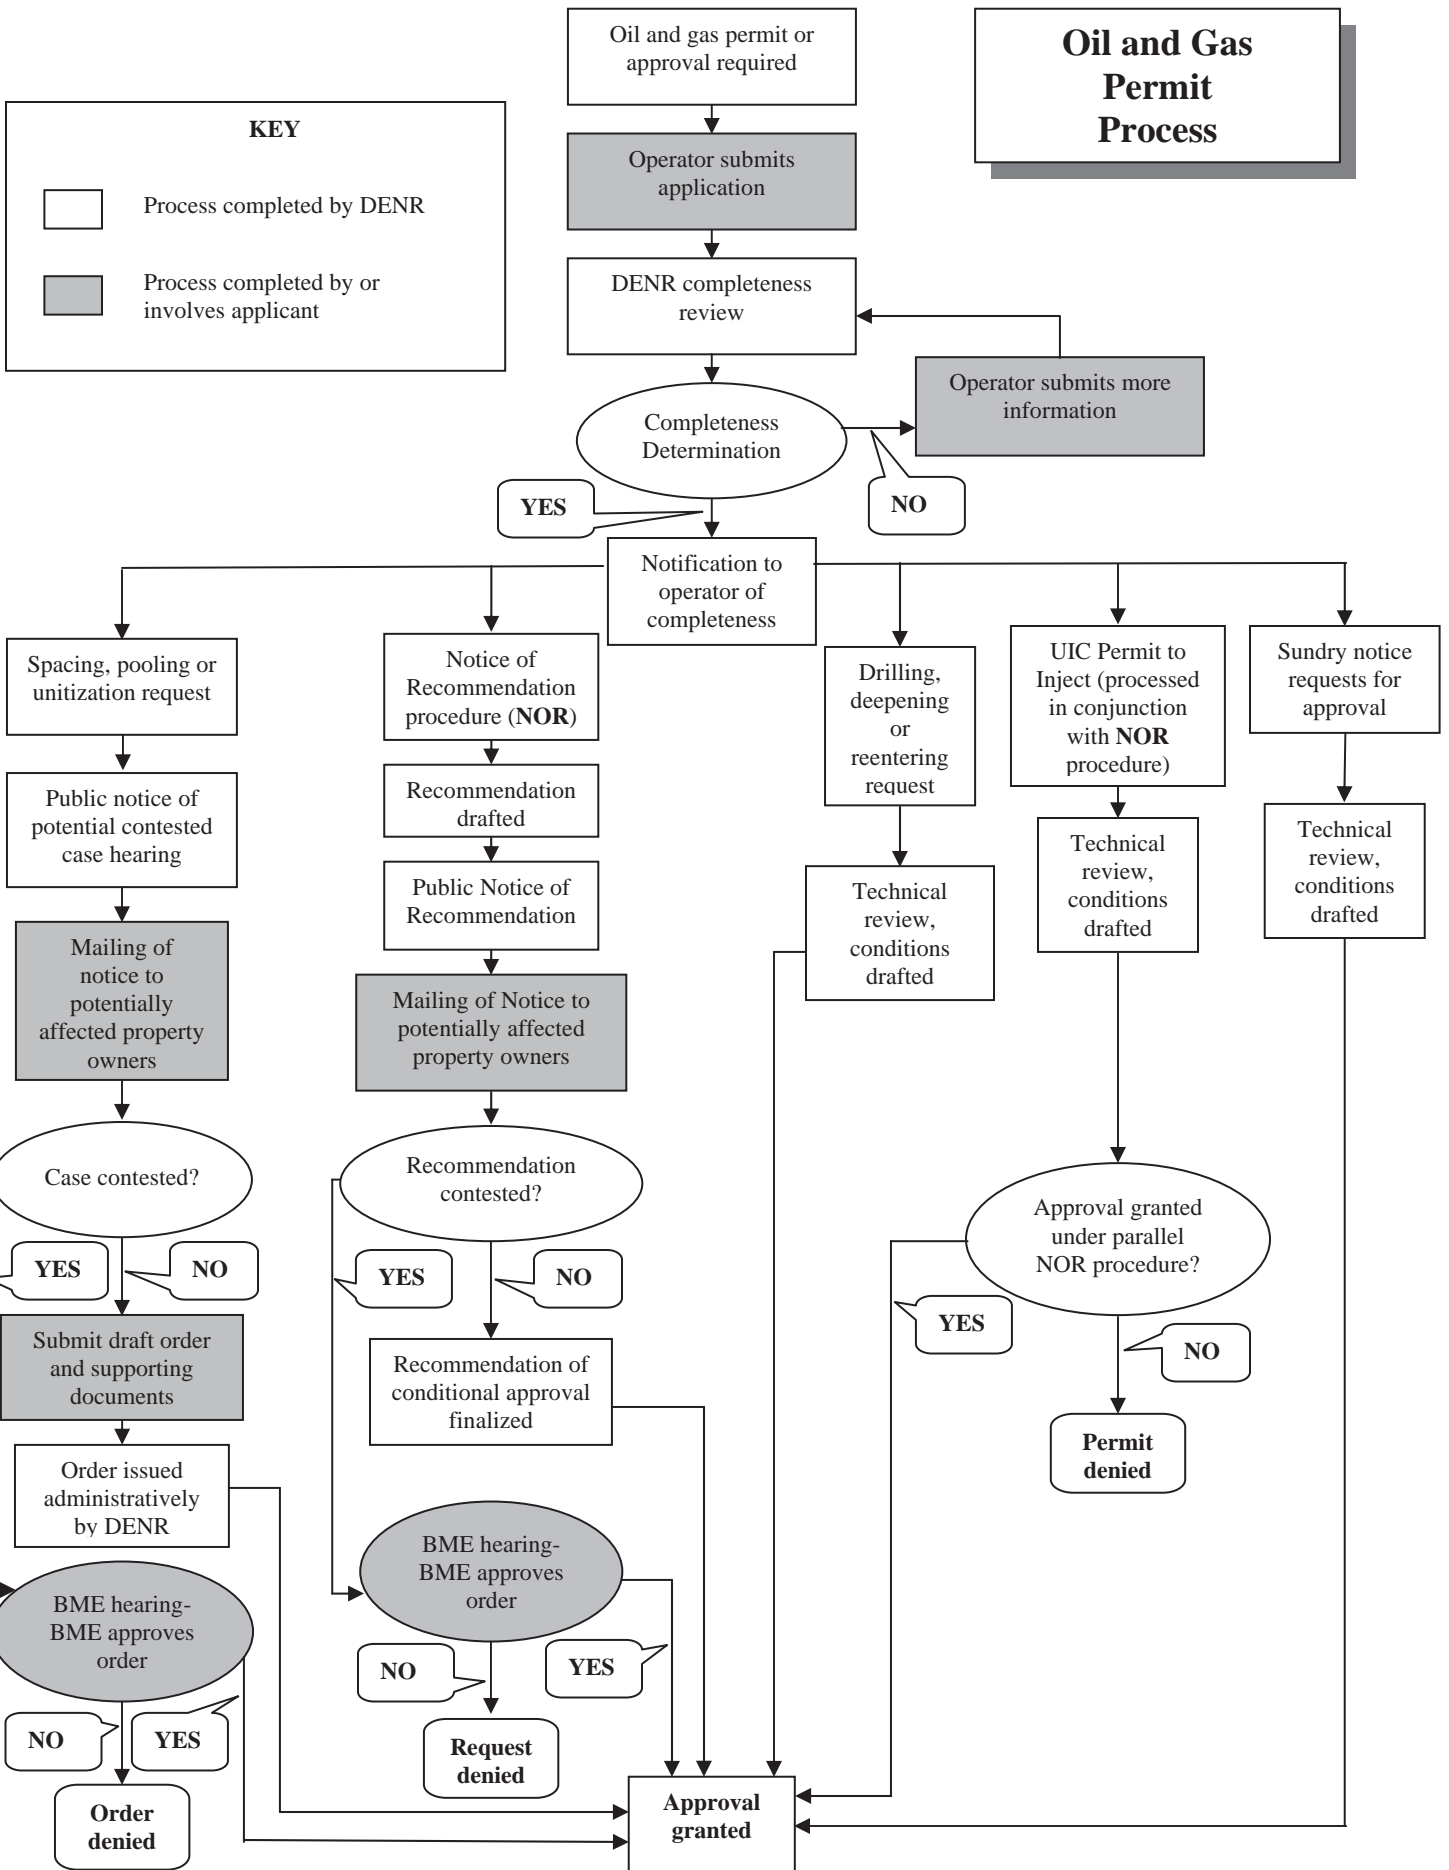 Oil and gas permit or
approval required
Oil and Gas
Permit
Process
KEY
Process completed by DENR
Process completed by or
involves applicant
Operator submits
application
DENR completeness
review
Operator submits more
information
Completeness
Determination
YES
NO
Notification to
operator of
completeness
Spacing, pooling or
unitization request
Public notice of
potential contested
case hearing
Mailing of
notice to
potentially
affected property
owners
Case contested?
YES
NO
Submit draft order
and supporting
documents
Order issued
administratively
by DENR
BME hearing-
BME approves
order
NO
YES
Order
denied
Notice of
Recommendation
procedure (NOR)
Recommendation
drafted
Public Notice of
Recommendation
Mailing of Notice to
potentially affected
property owners
Recommendation
contested?
YES
NO
Recommendation of
conditional approval
finalized
BME hearing-
BME approves
order
NO
YES
Request
denied
Drilling,
deepening
or
reentering
request
Technical
review,
conditions
drafted
UIC Permit to
Inject (processed
in conjunction
with NOR
procedure)
Technical
review,
conditions
drafted
Approval granted
under parallel
NOR procedure?
YES
NO
Permit
denied
Sundry notice
requests for
approval
Technical
review,
conditions
drafted
Approval
granted